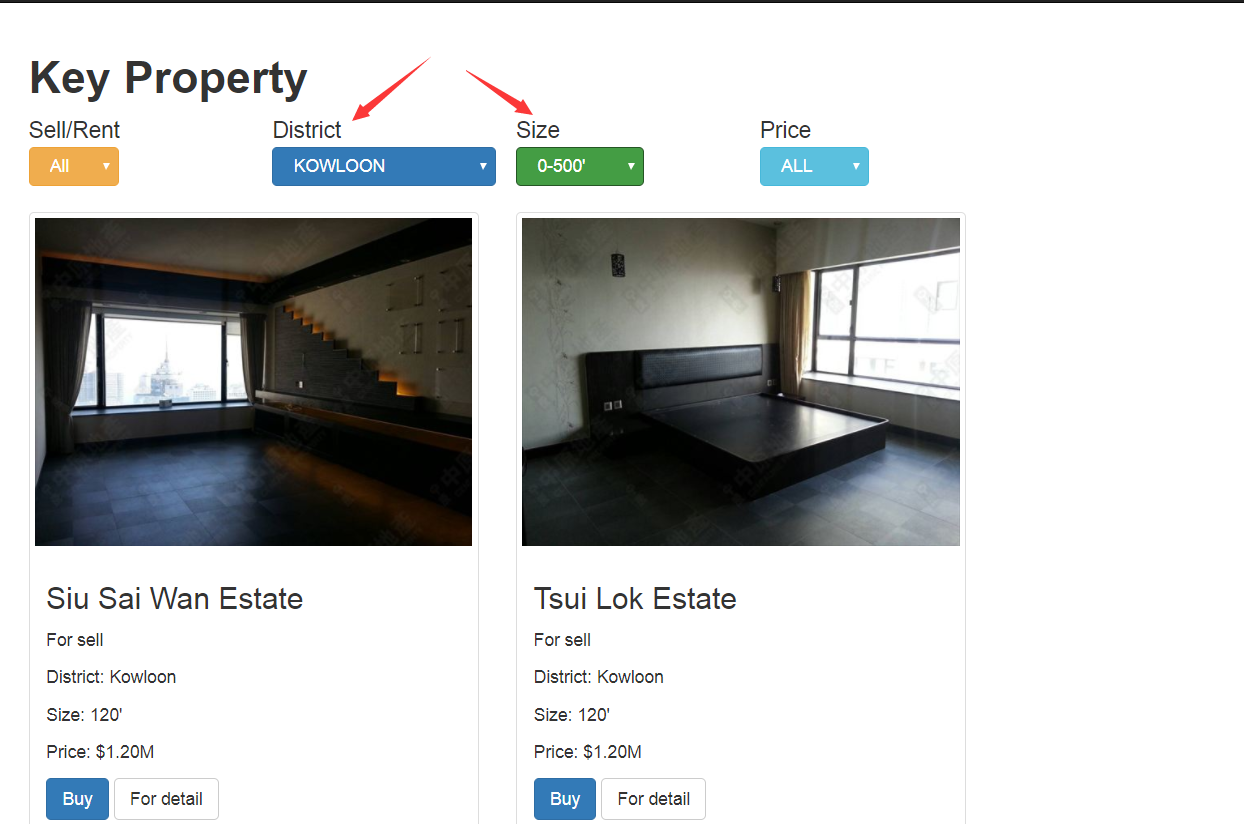 Key Property
Sell/Rent District Size Price
All KOWLOON 0-500' ALL
Siu Sai Wan Estate
For sell
District: Kowloon
Size: 120'
Price: $1.20M
Buy For detail
Tsui Lok Estate
For sell
District: Kowloon
Size: 120'
Price: $1.20M
Buy For detail